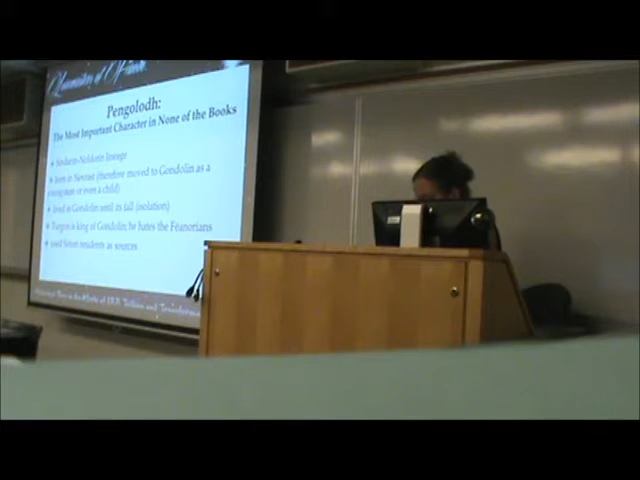 Pengolodh:
The Most Important Character in None of the Books
Sindarin-Noldorin lineage
born in Nevrast (therefore moved to Gondolin as a
young man or even a child)
lived in Gondolin until its fall (isolation)
Turgon is king of Gondolin; he hates the Fëanorians
used Sirion residents as sources